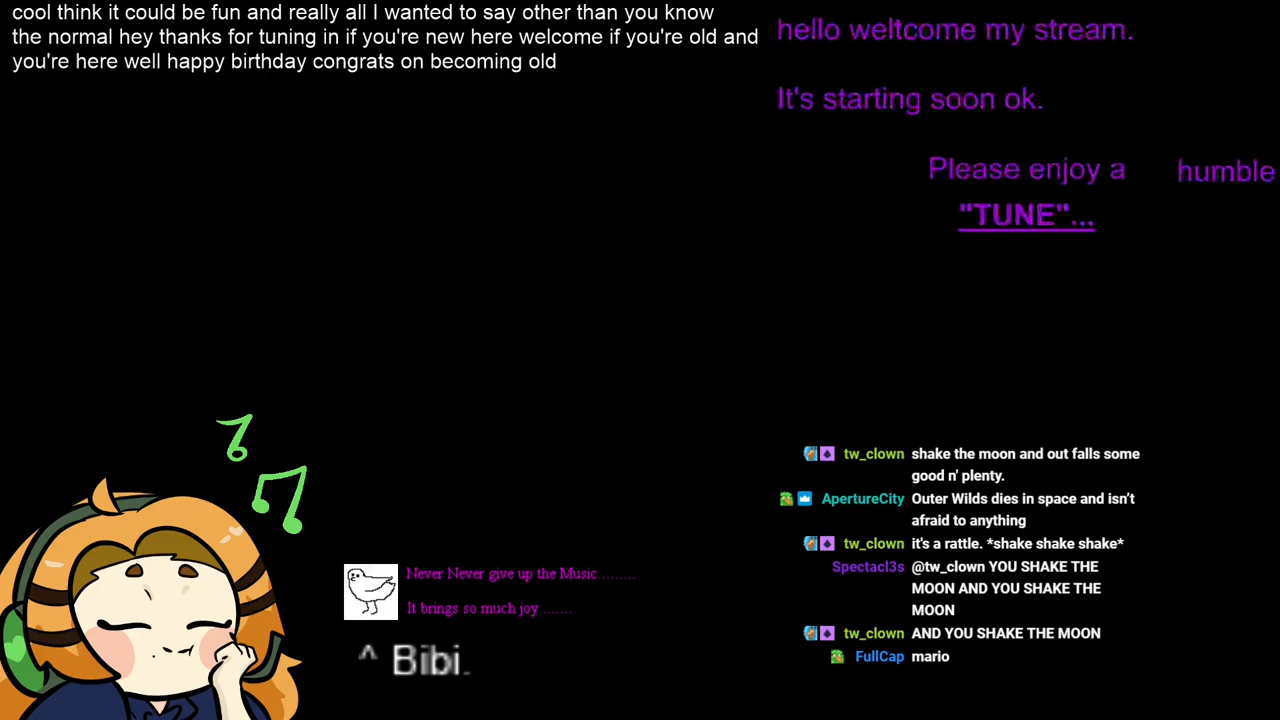 cool think it could be fun and really all I wanted to say other than you know
the normal hey thanks for tuning in if you're new here welcome if you're old and
you're here well happy birthday congrats on becoming old
hello weltcome my stream.
It's starting soon ok.
Please enjoy a humble
"TUNE"...
tw_clown shake the moon and out falls some
good n' plenty.
ApertureCity Outer Wilds dies in space and isn't
afraid to anything
tw_clown it's a rattle. *shake shake shake*
Spectacl3s @tw_clown YOU SHAKE THE
MOON AND YOU SHAKE THE
MOON
tw_clown AND YOU SHAKE THE MOON
FullCap mario
Never Never give up the Music.........
It brings so much joy .......
^ Bibi.